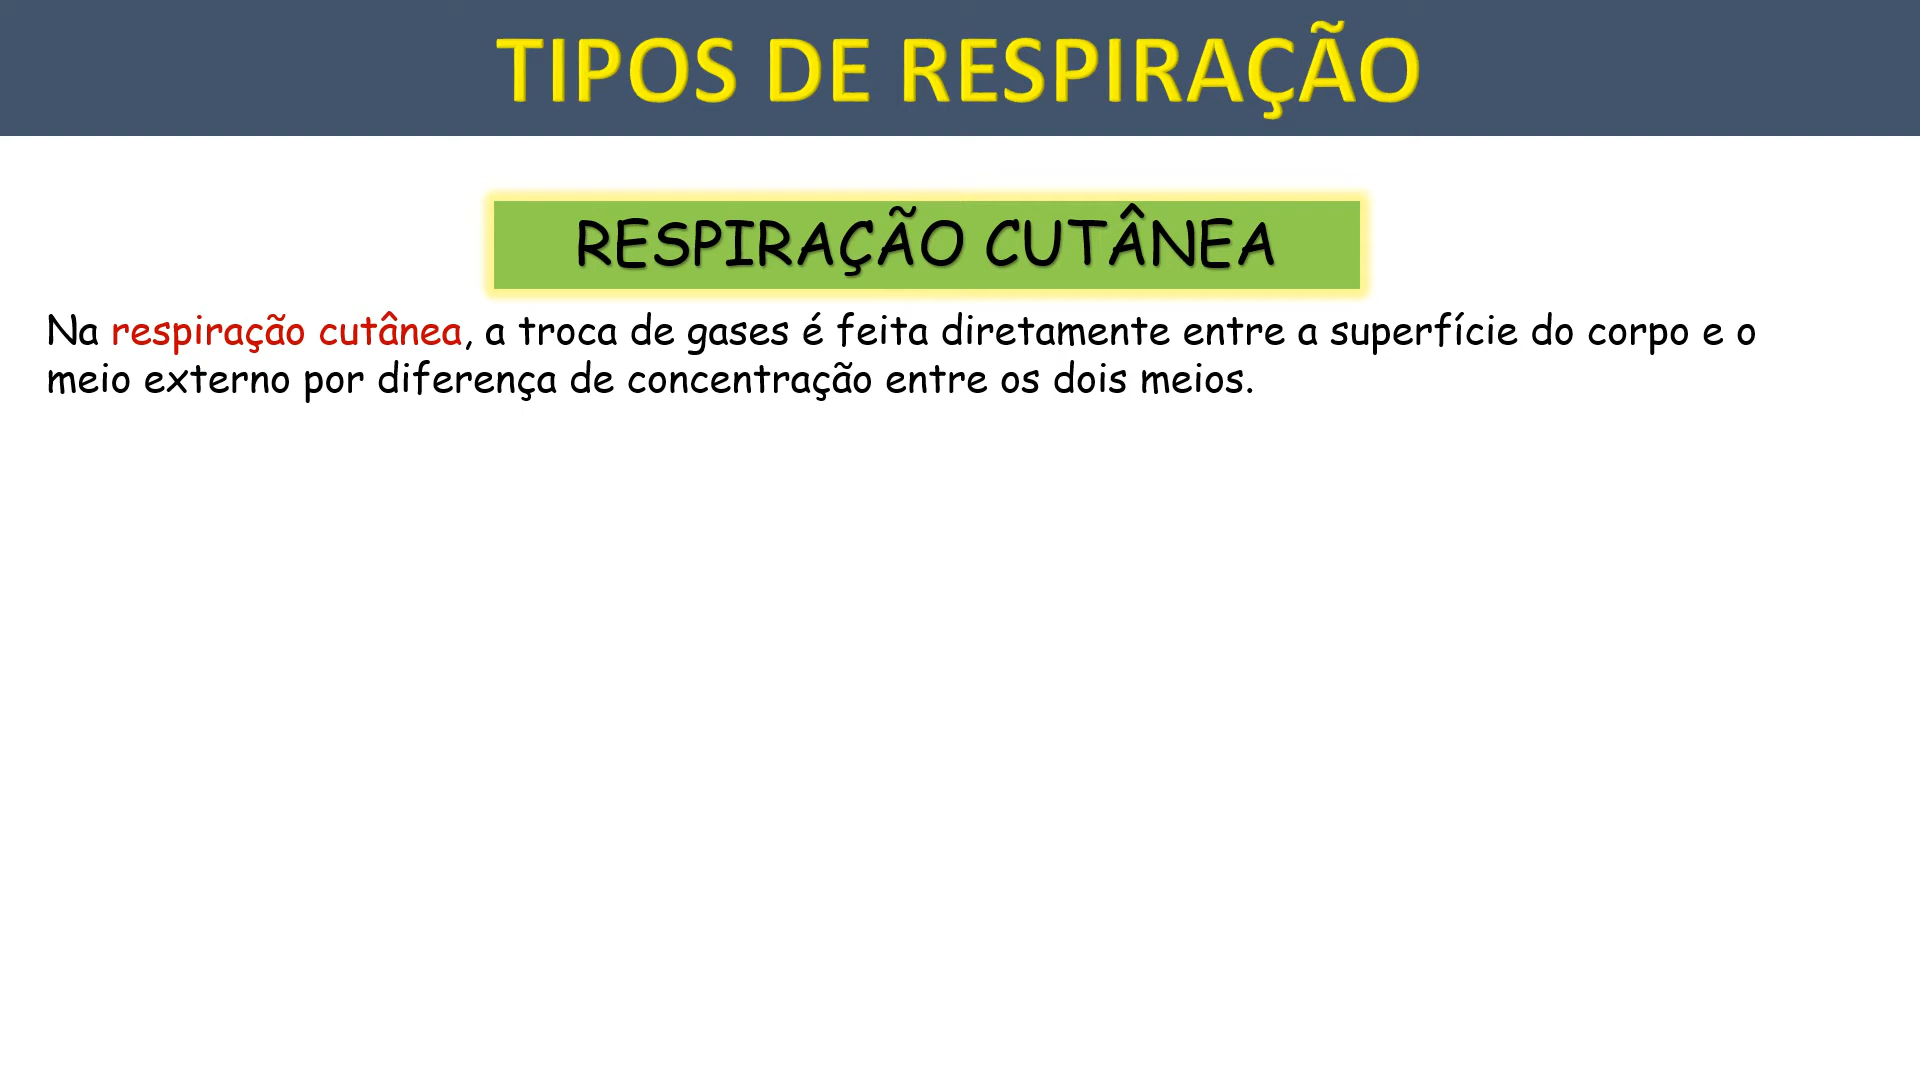 TIPOS DE RESPIRAÇÃO
RESPIRAÇÃO CUTÂNEA
Na respiração cutânea, a troca de gases é feita diretamente entre a superfície do corpo e o
meio externo por diferença de concentração entre os dois meios.